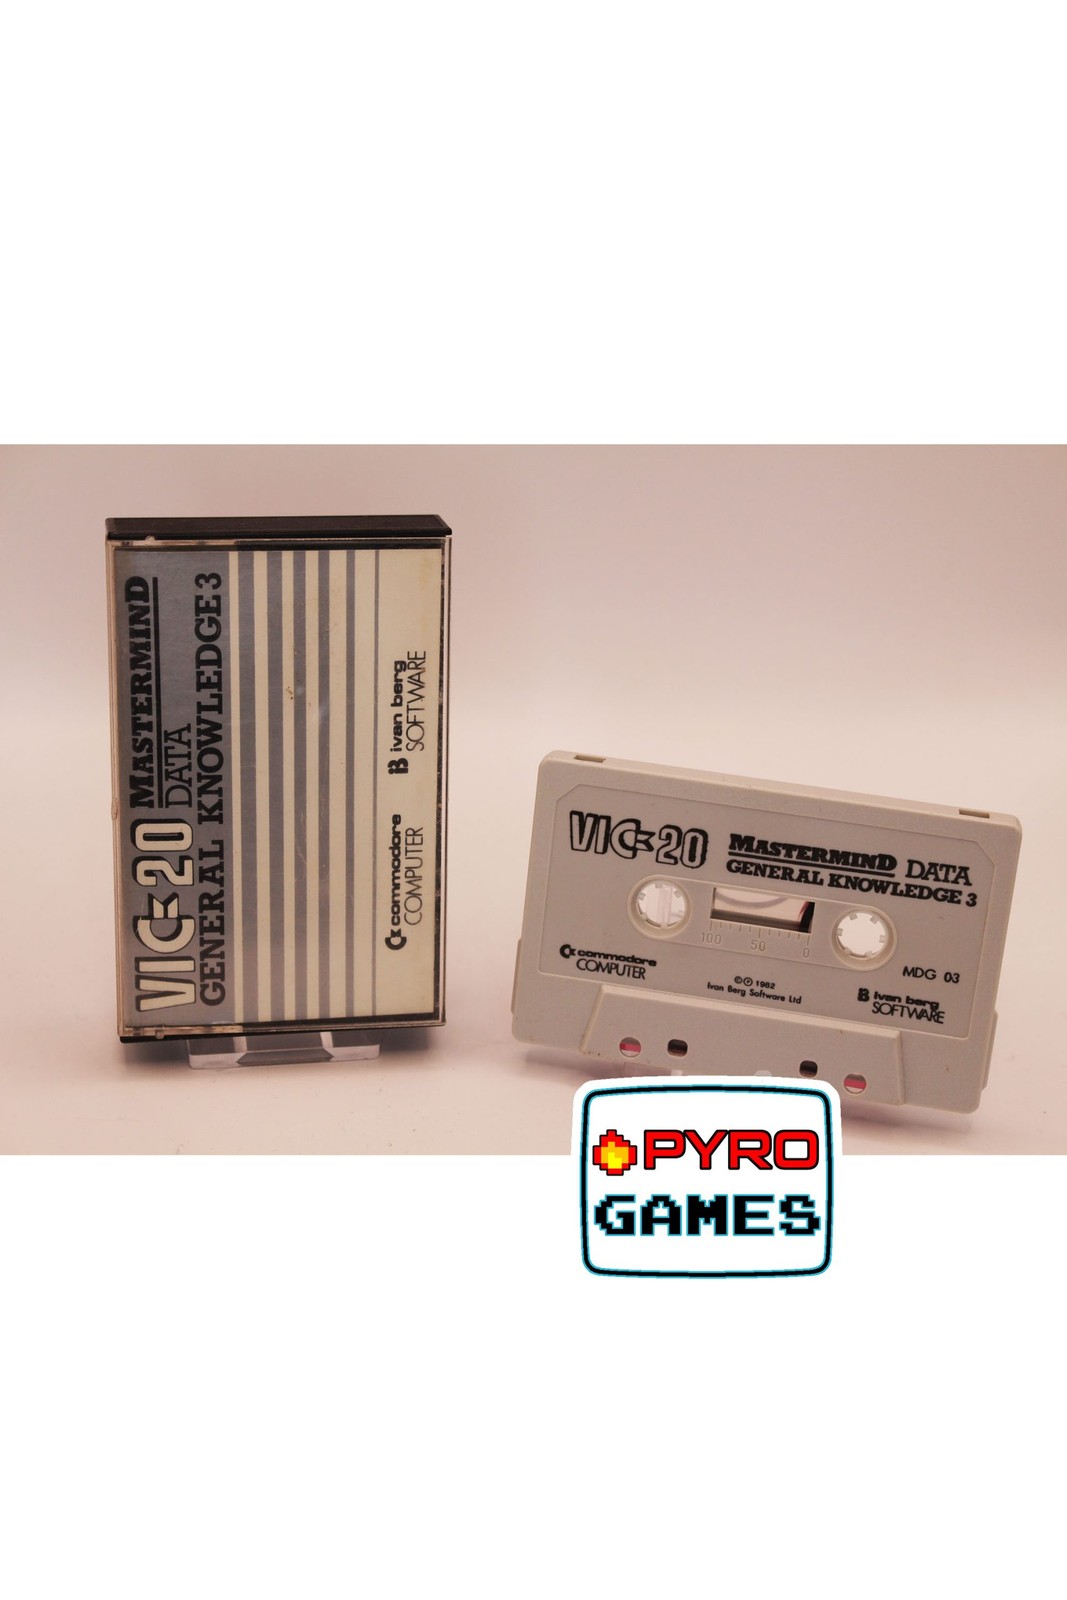 VIC-20 MASTERMIND
DATA
GENERAL KNOWLEDGE 3
commodore
COMPUTER
ivan berg
SOFTWARE
VIC-20 MASTERMIND DATA
GENERAL KNOWLEDGE 3
100 50 0
MDG 03
commodore
COMPUTER
©℗ 1982
Ivan Berg Software Ltd
ivan berg
SOFTWARE
PYRO
GAMES